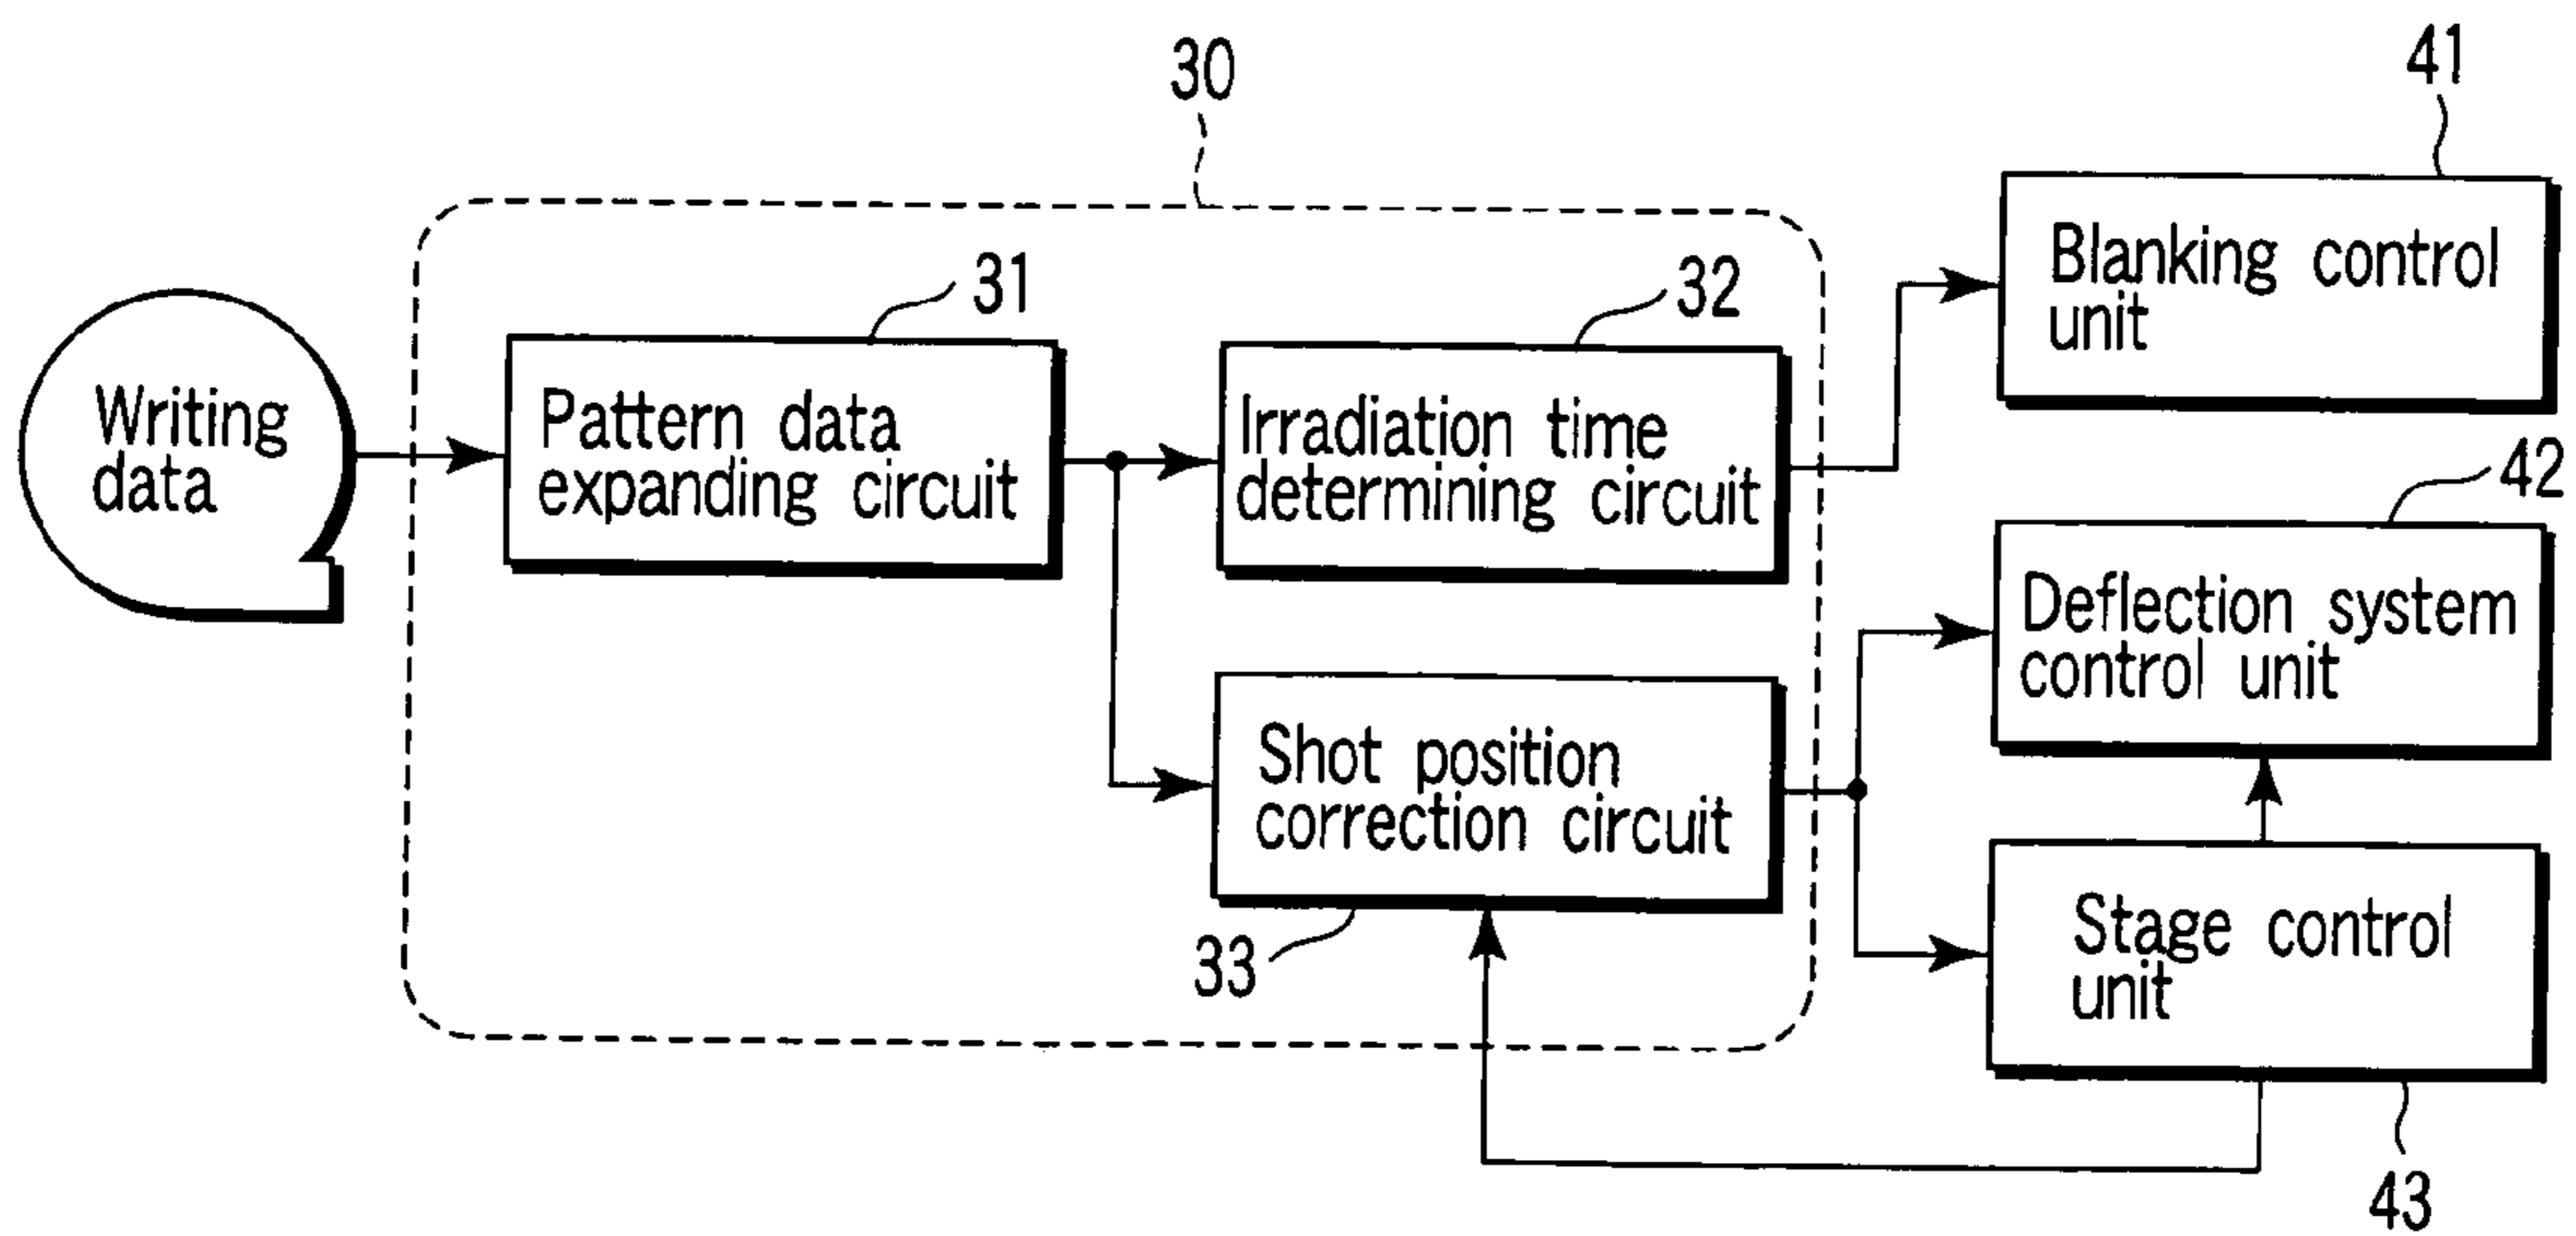 30
41
31
32
Blanking control
unit
Writing
data
Pattern data
expanding circuit
Irradiation time
determining circuit
42
Deflection system
control unit
Shot position
correction circuit
33
Stage control
unit
43